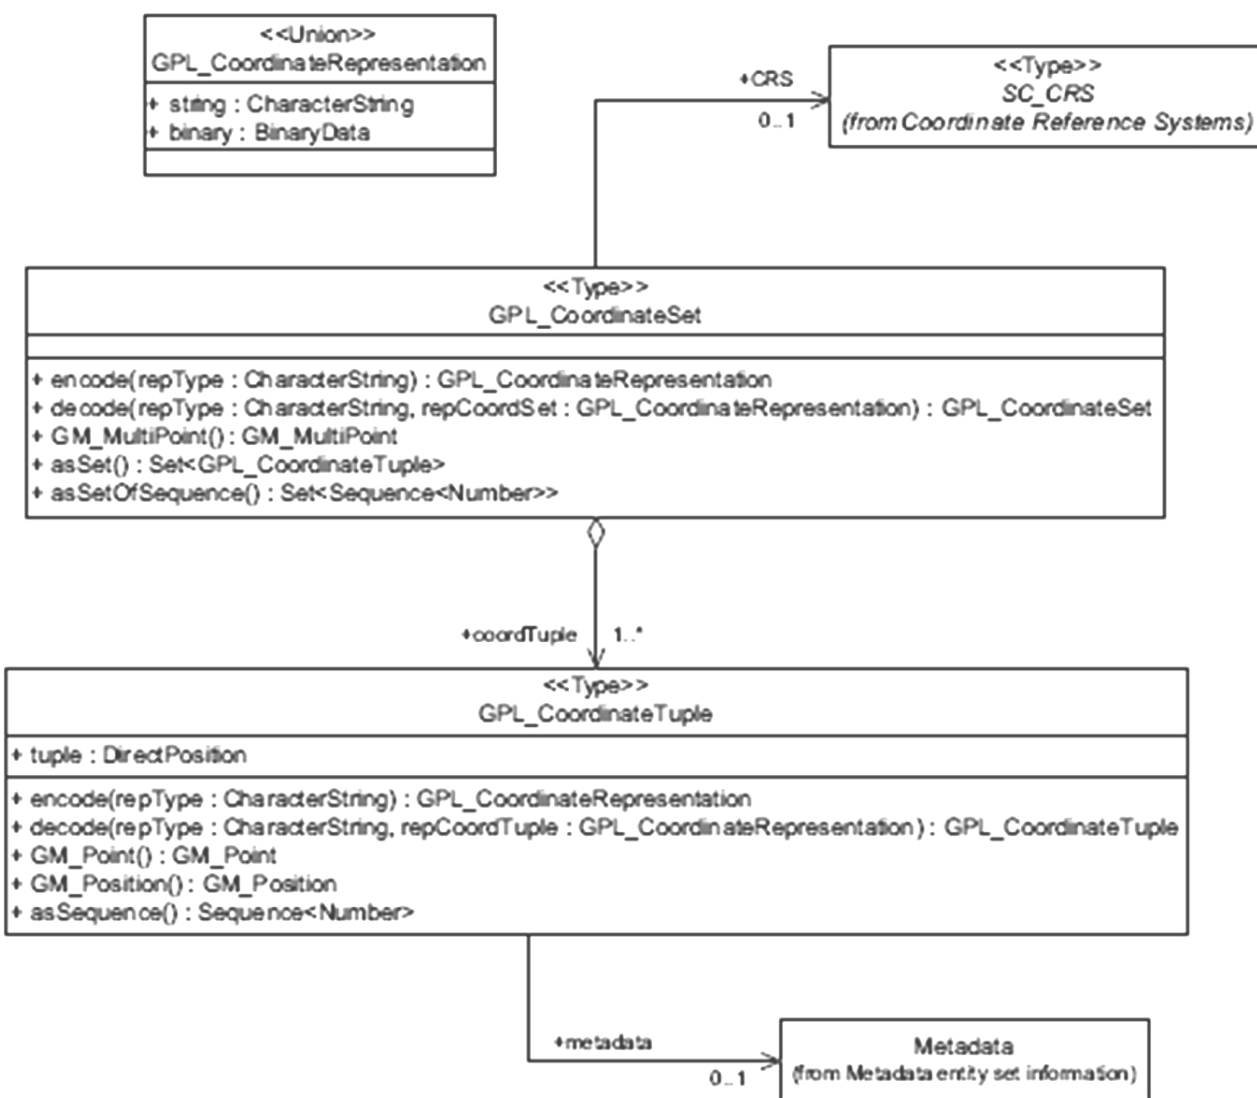 <<Union>>
GPL_CoordinateRepresentation
+ string : CharacterString
+ binary : BinaryData
+CRS
0..1
<<Type>>
SC_CRS
(from Coordinate Reference Systems)
<<Type>>
GPL_CoordinateSet
+ encode(repType : CharacterString) : GPL_CoordinateRepresentation
+ decode(repType : CharacterString, repCoordSet : GPL_CoordinateRepresentation) : GPL_CoordinateSet
+ GM_MultiPoint() : GM_MultiPoint
+ asSet() : Set<GPL_CoordinateTuple>
+ asSetOfSequence() : Set<Sequence<Number>>
+coordTuple 1..*
<<Type>>
GPL_CoordinateTuple
+ tuple : DirectPosition
+ encode(repType : CharacterString) : GPL_CoordinateRepresentation
+ decode(repType : CharacterString, repCoordTuple : GPL_CoordinateRepresentation) : GPL_CoordinateTuple
+ GM_Point() : GM_Point
+ GM_Position() : GM_Position
+ asSequence() : Sequence<Number>
+metadata
0..1
Metadata
(from Metadata entity set information)